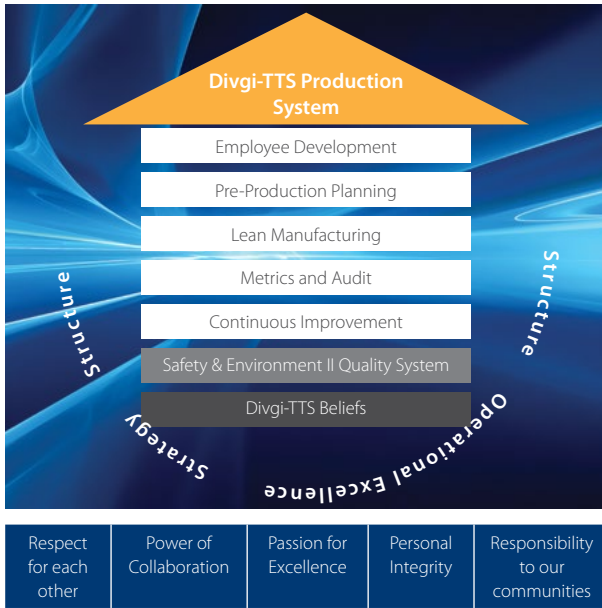 Divgi-TTS Production
System
Employee Development
Pre-Production Planning
Lean Manufacturing
Metrics and Audit
Continuous Improvement
Safety & Environment II Quality System
Divgi-TTS Beliefs
Structure
Strategy
Operational Excellence
Structure
Respect
for each
other
Power of
Collaboration
Passion for
Excellence
Personal
Integrity
Responsibility
to our
communities